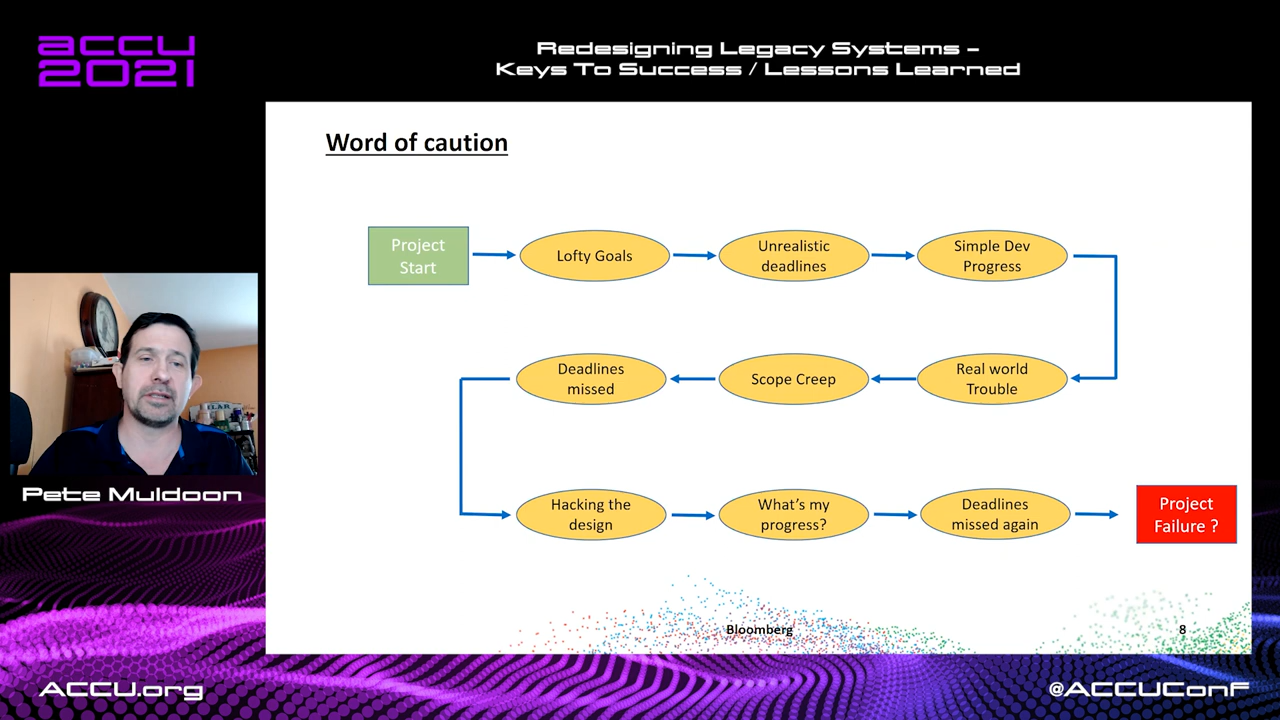 accu
2021
Redesigning Legacy Systems –
Keys To Success / Lessons Learned
Word of caution
Project
Start
Lofty Goals
Unrealistic
deadlines
Simple Dev
Progress
Real world
Trouble
Scope Creep
Deadlines
missed
Hacking the
design
What's my
progress?
Deadlines
missed again
Project
Failure ?
Pete Muldoon
Bloomberg
8
ACCU.org
@ACCUConf